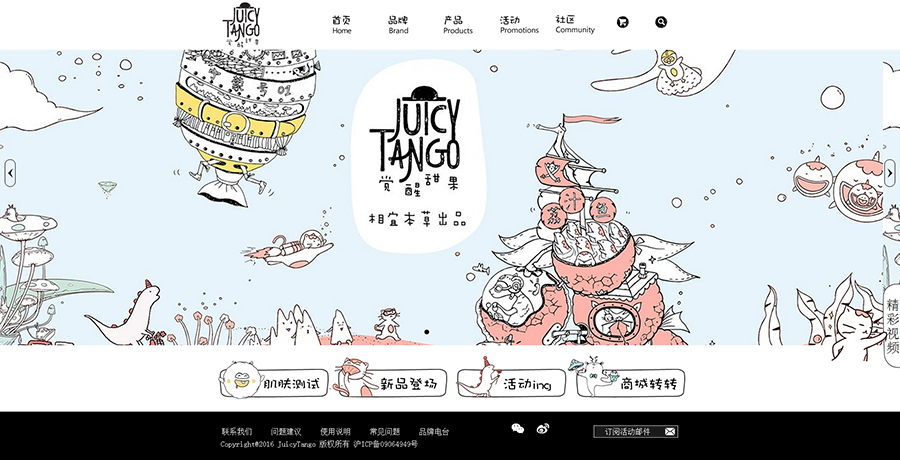 JUICY
TANGO
觉醒甜果
首页 品牌 产品 活动 社区
Home Brand Products Promotions Community
号 01
JUICY
TANGO
觉醒甜果
相宜本草出品
荔汁鱼
精彩视频
肌肤测试 新品登场 活动ing 商城转转
联系我们 问题建议 使用说明 常见问题 品牌电台
订阅活动邮件
Copyright@2016 JuicyTango 版权所有 沪ICP备09064949号